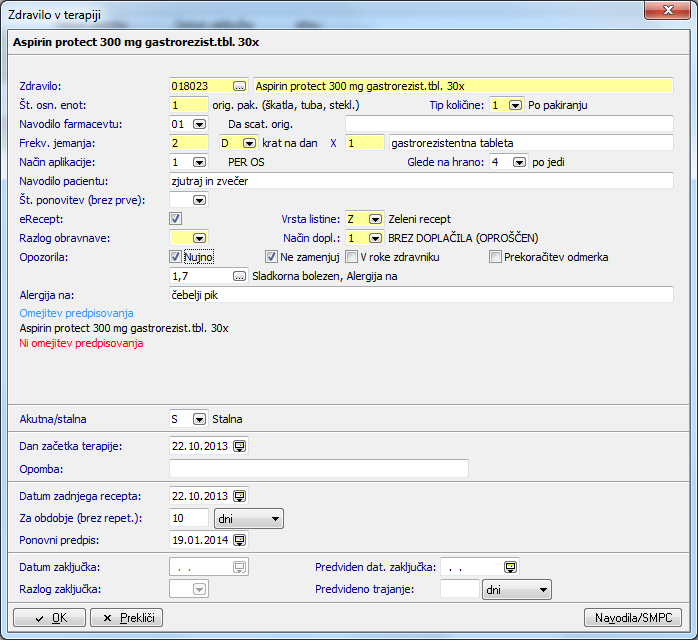 Zdravilo v terapiji
Aspirin protect 300 mg gastrorezist.tbl. 30x
Zdravilo: 018023 ... Aspirin protect 300 mg gastrorezist.tbl. 30x
Št. osn. enot: 1 orig. pak. (škatla, tuba, stekl.) Tip količine: 1 Po pakiranju
Navodilo farmacevtu: 01 Da scat. orig.
Frekv. jemanja: 2 D krat na dan X 1 gastrorezistentna tableta
Način aplikacije: 1 PER OS Glede na hrano: 4 po jedi
Navodilo pacientu: zjutraj in zvečer
Št. ponovitev (brez prve):
eRecept: Vrsta listine: Z Zeleni recept
Razlog obravnave: Način dopl.: 1 BREZ DOPLAČILA (OPROŠČEN)
Opozorila: Nujno Ne zamenjuj V roke zdravniku Prekoračitev odmerka
1,7 ... Sladkorna bolezen, Alergija na
Alergija na: čebelji pik
Omejitev predpisovanja
Aspirin protect 300 mg gastrorezist.tbl. 30x
Ni omejitev predpisovanja
Akutna/stalna S Stalna
Dan začetka terapije: 22.10.2013
Opomba:
Datum zadnjega recepta: 22.10.2013
Za obdobje (brez repet.): 10 dni
Ponovni predpis: 19.01.2014
Datum zaključka: . . Predviden dat. zaključka: . .
Razlog zaključka: Predvideno trajanje: dni
OK Prekliči Navodila/SMPC